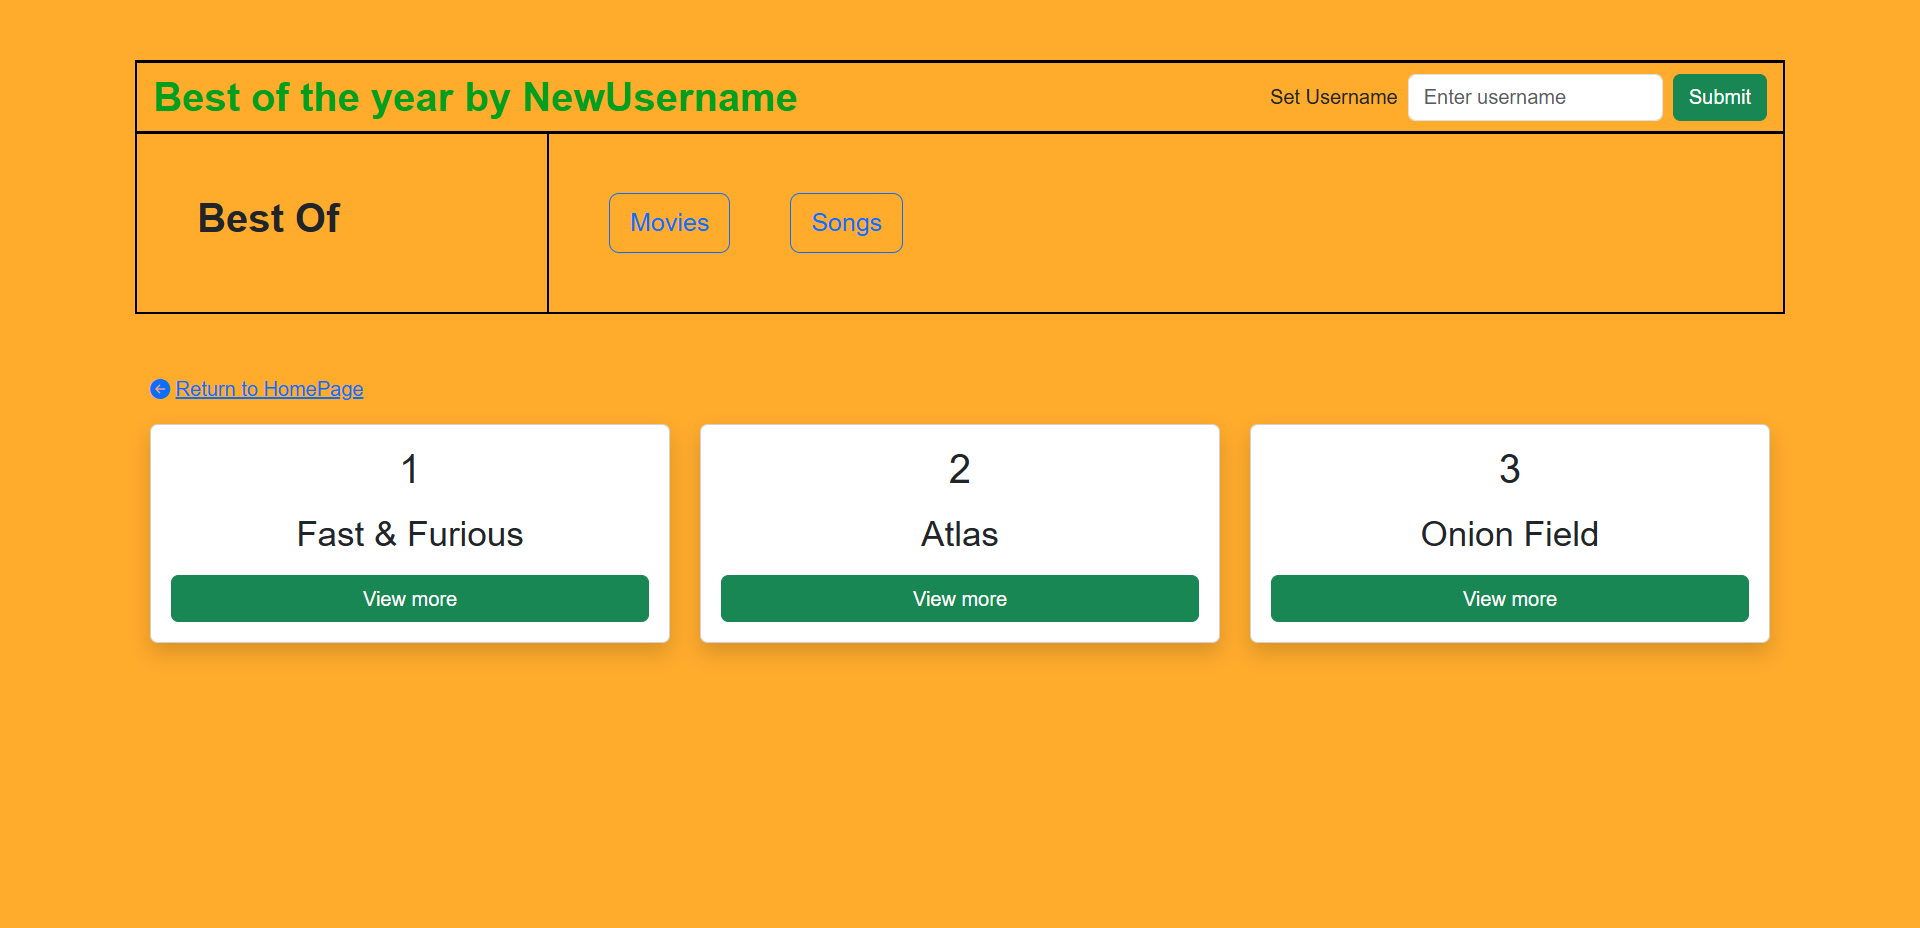 Best of the year by NewUsername
Set Username
Enter username
Submit
Best Of
Movies
Songs
Return to HomePage
1
Fast & Furious
View more
2
Atlas
View more
3
Onion Field
View more